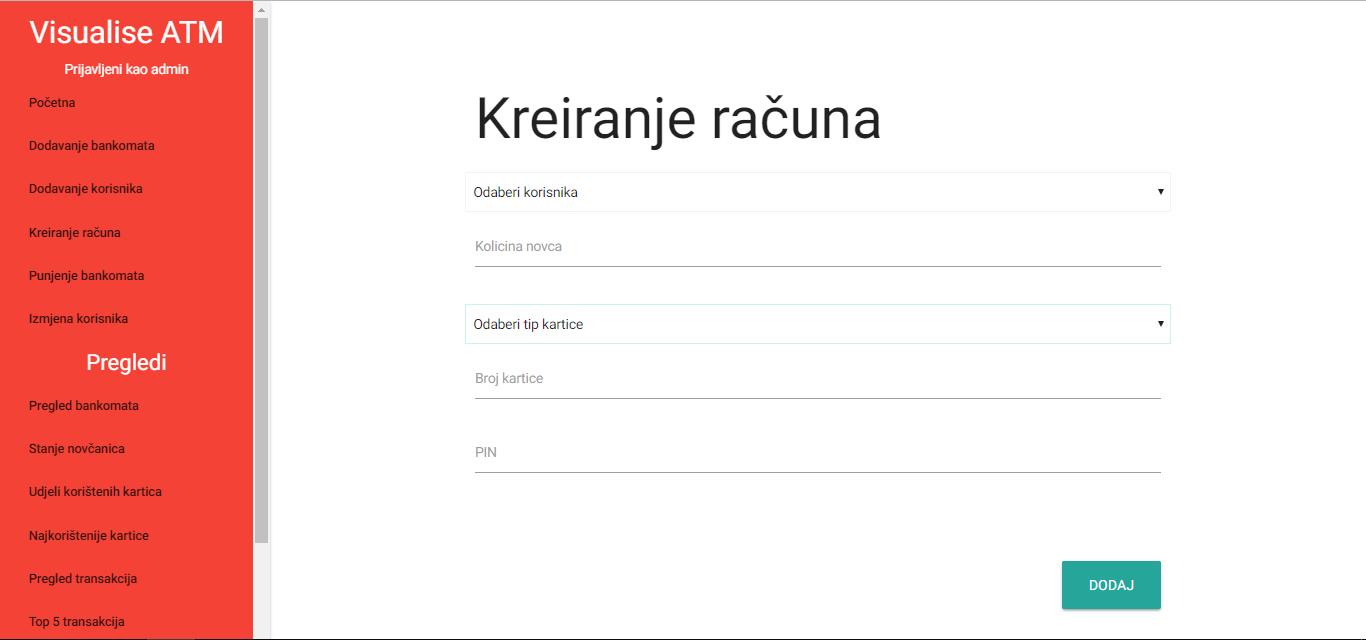 Visualise ATM
Prijavljeni kao admin
Početna
Dodavanje bankomata
Dodavanje korisnika
Kreiranje računa
Punjenje bankomata
Izmjena korisnika
Pregledi
Pregled bankomata
Stanje novčanica
Udjeli korištenih kartica
Najkorištenije kartice
Pregled transakcija
Top 5 transakcija
Kreiranje računa
Odaberi korisnika
Kolicina novca
Odaberi tip kartice
Broj kartice
PIN
DODAJ